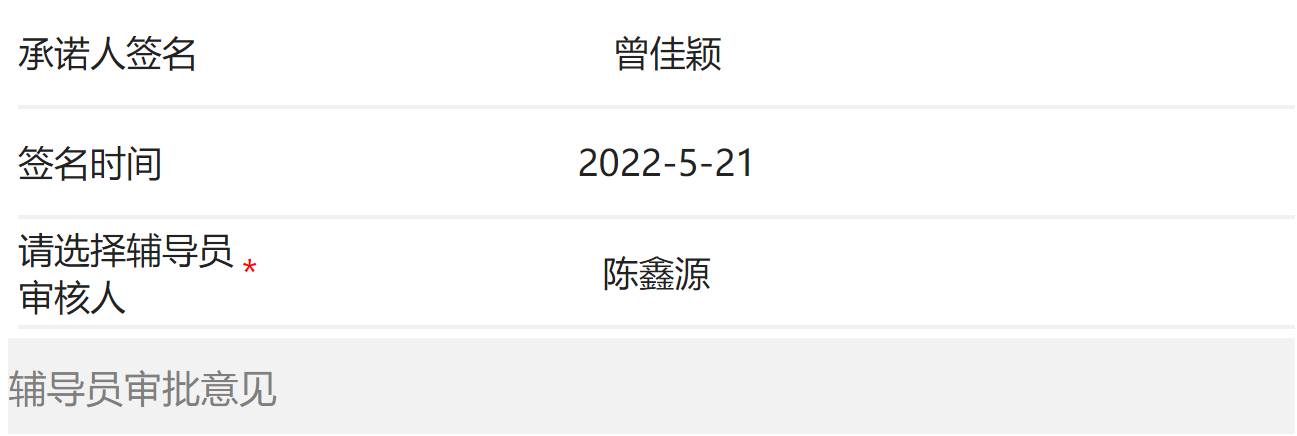 承诺人签名 曾佳颖
签名时间 2022-5-21
请选择辅导员 *
审核人 陈鑫源
辅导员审批意见